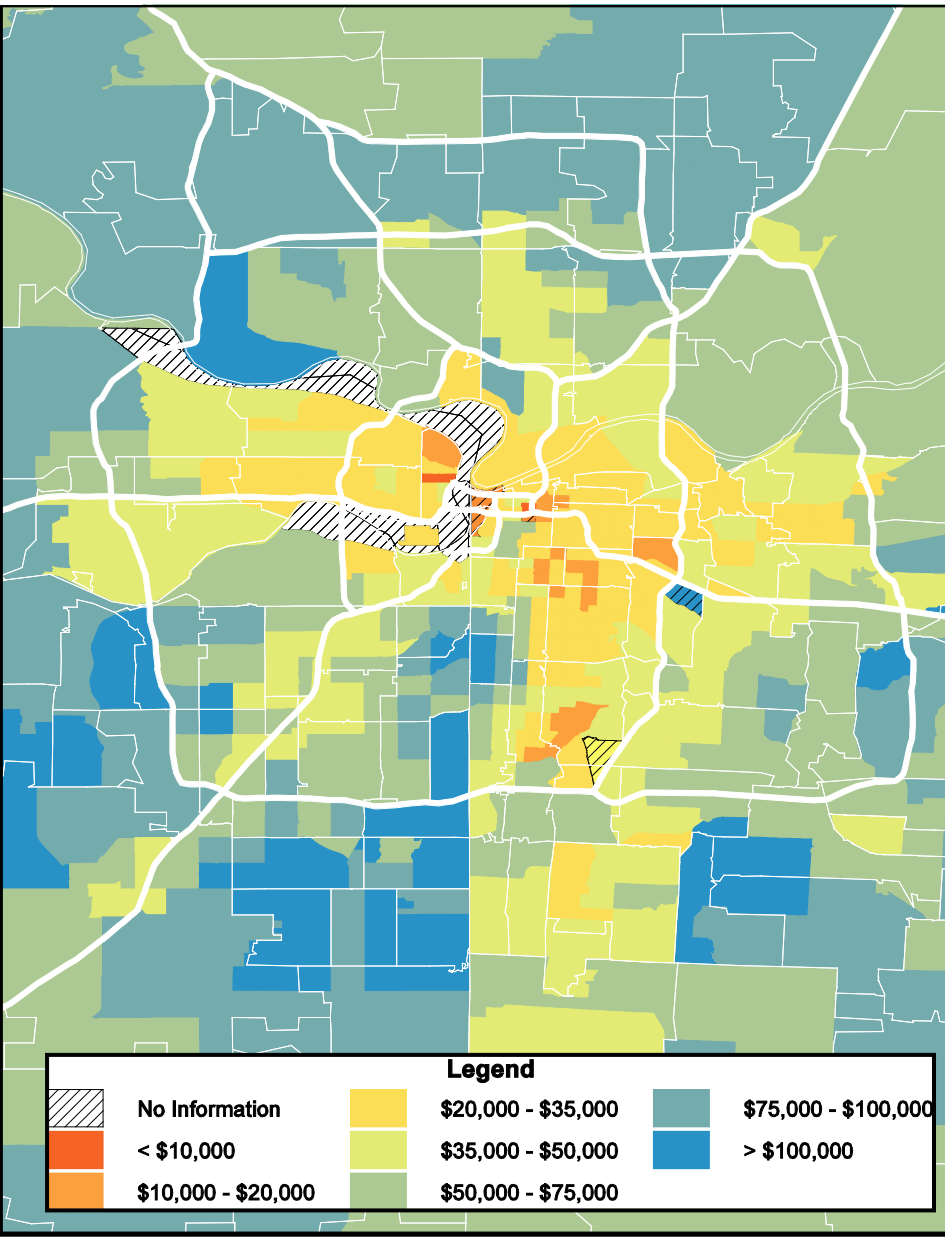 Legend
No Information
< $10,000
$10,000 - $20,000
$20,000 - $35,000
$35,000 - $50,000
$50,000 - $75,000
$75,000 - $100,000
> $100,000